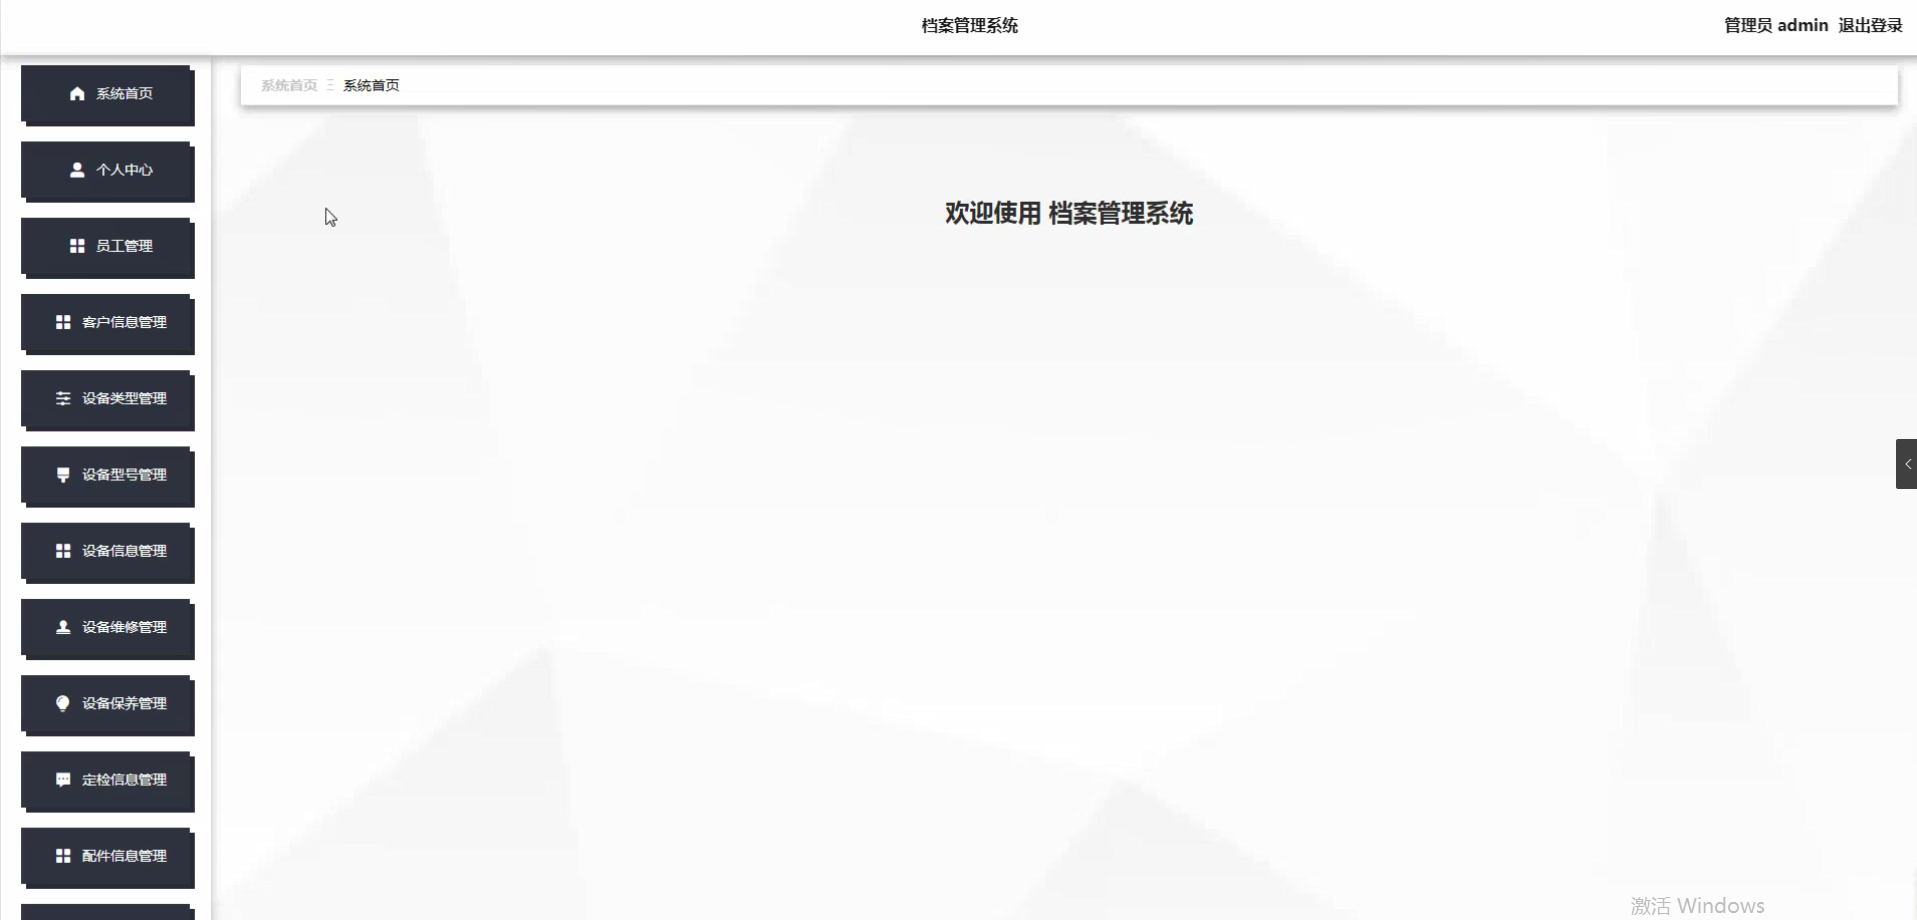 档案管理系统
管理员 admin 退出登录
系统首页
系统首页 系统首页
个人中心
欢迎使用 档案管理系统
员工管理
客户信息管理
设备类型管理
设备型号管理
设备信息管理
设备维修管理
设备保养管理
定检信息管理
配件信息管理
激活 Windows